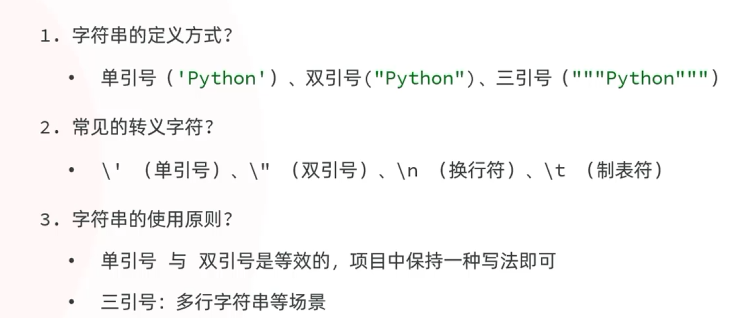 1. 字符串的定义方式？
• 单引号（'Python'）、双引号("Python")、三引号（"""Python"""）
2. 常见的转义字符？
• \' （单引号）、\" （双引号）、\n （换行符）、\t （制表符）
3. 字符串的使用原则？
• 单引号 与 双引号是等效的，项目中保持一种写法即可
• 三引号：多行字符串等场景